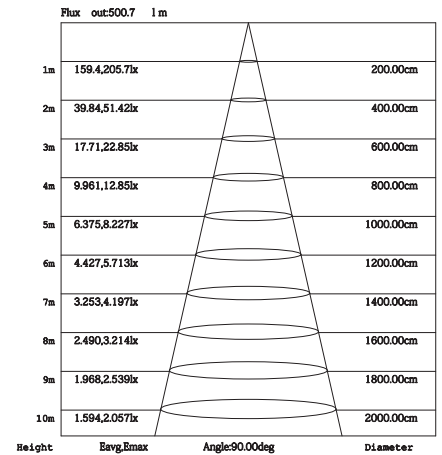 Flux out:500.7 lm
1m 159.4,205.7lx 200.00cm
2m 39.84,51.42lx 400.00cm
3m 17.71,22.85lx 600.00cm
4m 9.961,12.85lx 800.00cm
5m 6.375,8.227lx 1000.00cm
6m 4.427,5.713lx 1200.00cm
7m 3.253,4.197lx 1400.00cm
8m 2.490,3.214lx 1600.00cm
9m 1.968,2.539lx 1800.00cm
10m 1.594,2.057lx 2000.00cm
Height Eavg,Emax Angle:90.00deg Diameter